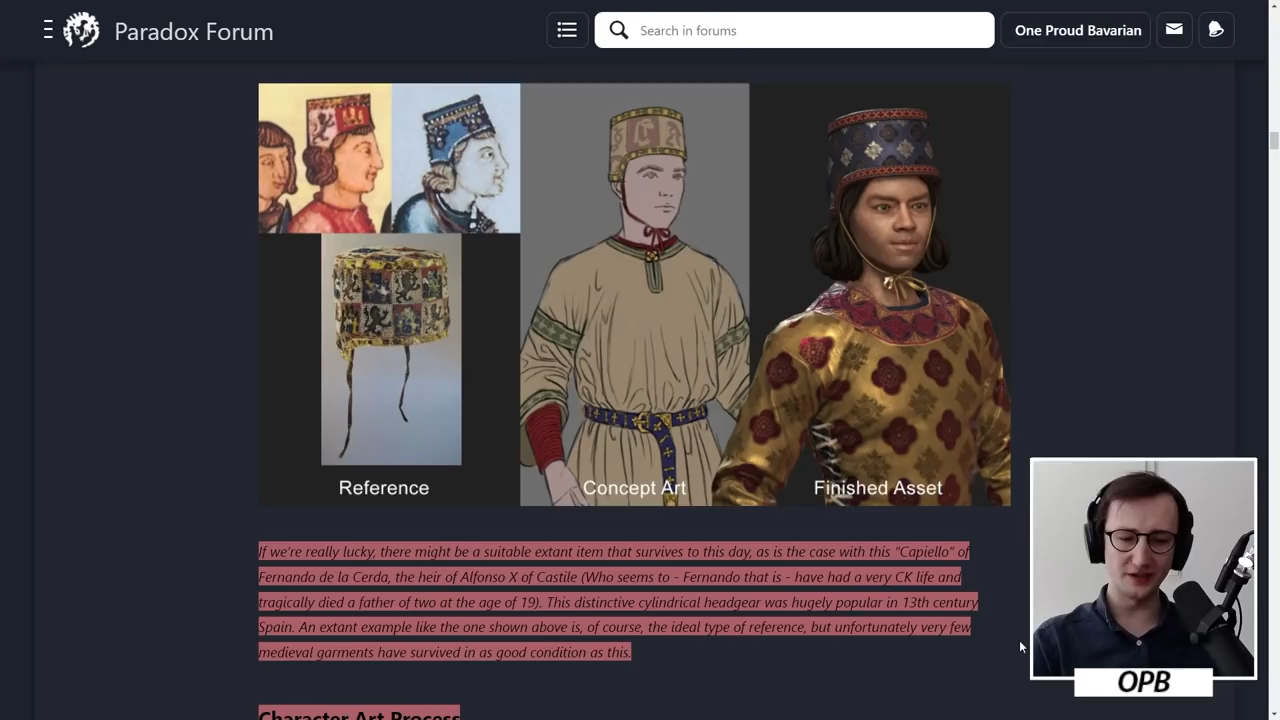 Paradox Forum
Search in forums
One Proud Bavarian
Reference
Concept Art
Finished Asset
If we're really lucky, there might be a suitable extant item that survives to this day, as is the case with this "Capiello" of
Fernando de la Cerda, the heir of Alfonso X of Castile (Who seems to - Fernando that is - have had a very CK life and
tragically died a father of two at the age of 19). This distinctive cylindrical headgear was hugely popular in 13th century
Spain. An extant example like the one shown above is, of course, the ideal type of reference, but unfortunately very few
medieval garments have survived in as good condition as this.
Character Art Process
OPB